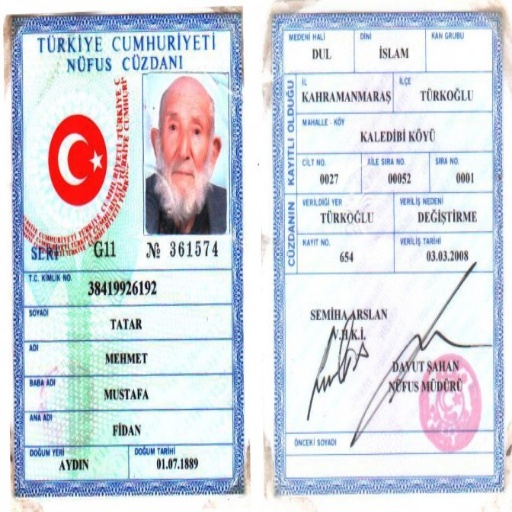 TÜRKİYE CUMHURİYETİ
NÜFUS CÜZDANI
SERİ G11 № 361574
T.C. KİMLİK NO.
38419926192
SOYADI
TATAR
ADI
MEHMET
BABA ADI
MUSTAFA
ANA ADI
FİDAN
DOĞUM YERİ DOĞUM TARİHİ
AYDIN 01.07.1889
MEDENİ HALİ DİNİ KAN GRUBU
DUL İSLAM
CÜZDANIN KAYITLI OLDUĞU
İL İLÇE
KAHRAMANMARAŞ TÜRKOĞLU
MAHALLE - KÖY
KALEDİBİ KÖYÜ
CİLT NO. AİLE SIRA NO. SIRA NO.
0027 00052 0001
VERİLDİĞİ YER VERİLİŞ NEDENİ
TÜRKOĞLU DEĞİŞTİRME
KAYIT NO. VERİLİŞ TARİHİ
654 03.03.2008
SEMİHA ARSLAN
V.H.K.İ.
DAVUT ŞAHAN
NÜFUS MÜDÜRÜ
ÖNCEKİ SOYADI